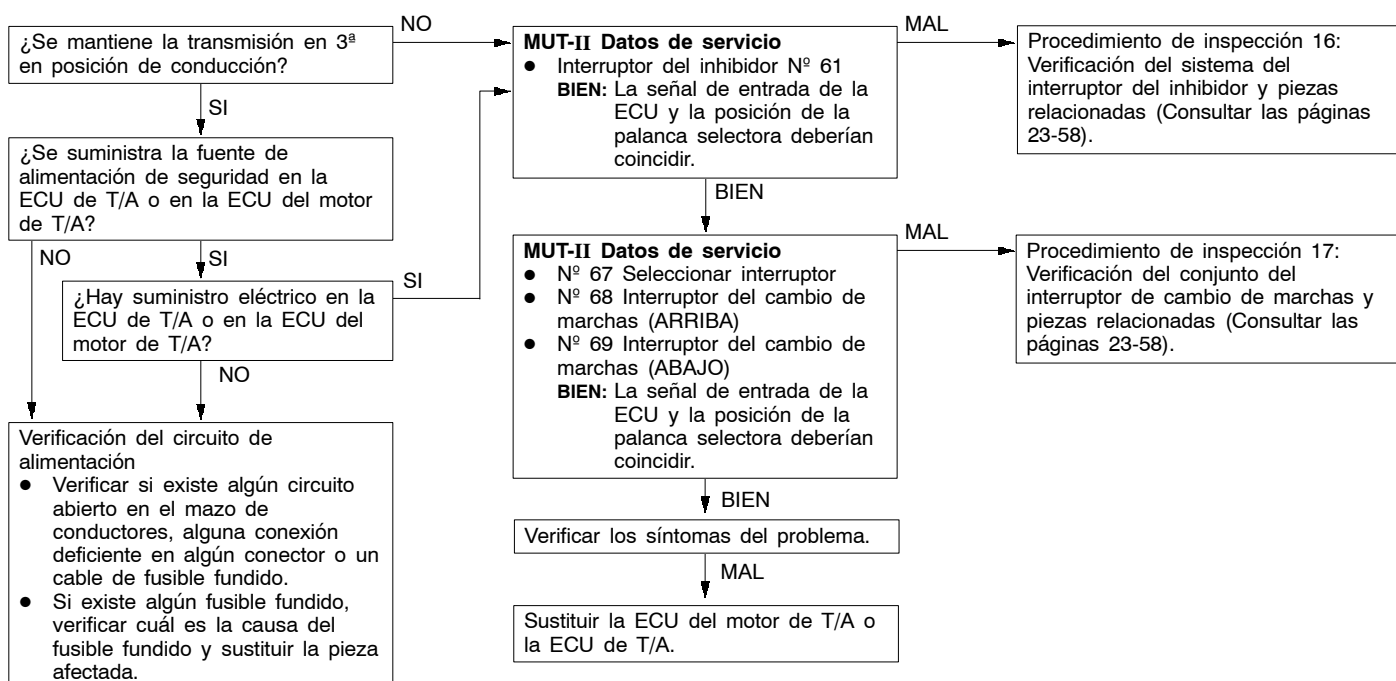 ¿Se mantiene la transmisión en 3ª
en posición de conducción?
NO
SI
¿Se suministra la fuente de
alimentación de seguridad en la
ECU de T/A o en la ECU del motor
de T/A?
NO
SI
¿Hay suministro eléctrico en la
ECU de T/A o en la ECU del
motor de T/A?
SI
NO
Verificación del circuito de
alimentación
● Verificar si existe algún circuito
abierto en el mazo de
conductores, alguna conexión
deficiente en algún conector o un
cable de fusible fundido.
● Si existe algún fusible fundido,
verificar cuál es la causa del
fusible fundido y sustituir la pieza
afectada.
MUT-II Datos de servicio
● Interruptor del inhibidor Nº 61
BIEN: La señal de entrada de la
ECU y la posición de la
palanca selectora deberían
coincidir.
MAL
BIEN
Procedimiento de inspección 16:
Verificación del sistema del
interruptor del inhibidor y piezas
relacionadas (Consultar las páginas
23-58).
MUT-II Datos de servicio
● Nº 67 Seleccionar interruptor
● Nº 68 Interruptor del cambio de
marchas (ARRIBA)
● Nº 69 Interruptor del cambio de
marchas (ABAJO)
BIEN: La señal de entrada de la
ECU y la posición de la
palanca selectora deberían
coincidir.
MAL
BIEN
Procedimiento de inspección 17:
Verificación del conjunto del
interruptor de cambio de marchas y
piezas relacionadas (Consultar las
páginas 23-58).
Verificar los síntomas del problema.
MAL
Sustituir la ECU del motor de T/A o
la ECU de T/A.